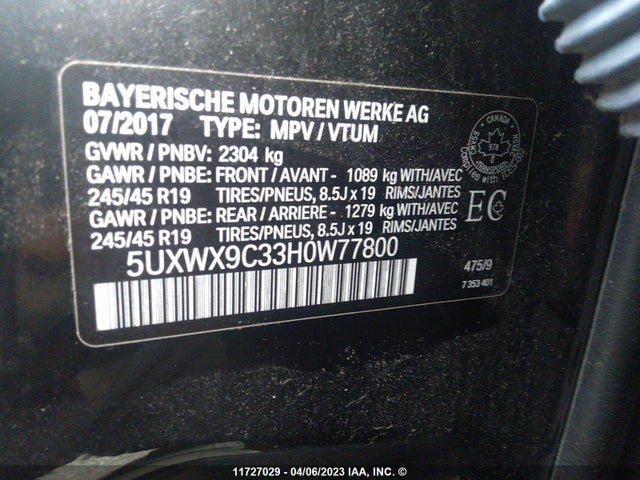 BAYERISCHE MOTOREN WERKE AG
07/2017 TYPE: MPV / VTUM
GVWR / PNBV: 2304 kg
GAWR / PNBE: FRONT / AVANT - 1089 kg WITH/AVEC
245/45 R19 TIRES/PNEUS, 8.5J x 19 RIMS/JANTES
GAWR / PNBE: REAR / ARRIERE - 1279 kg WITH/AVEC
245/45 R19 TIRES/PNEUS, 8.5J x 19 RIMS/JANTES
5UXWX9C33H0W77800
CANADA
978
TRANSPORT
EC
475/9
7 353 401
11727029 - 04/06/2023 IAA, INC. ©